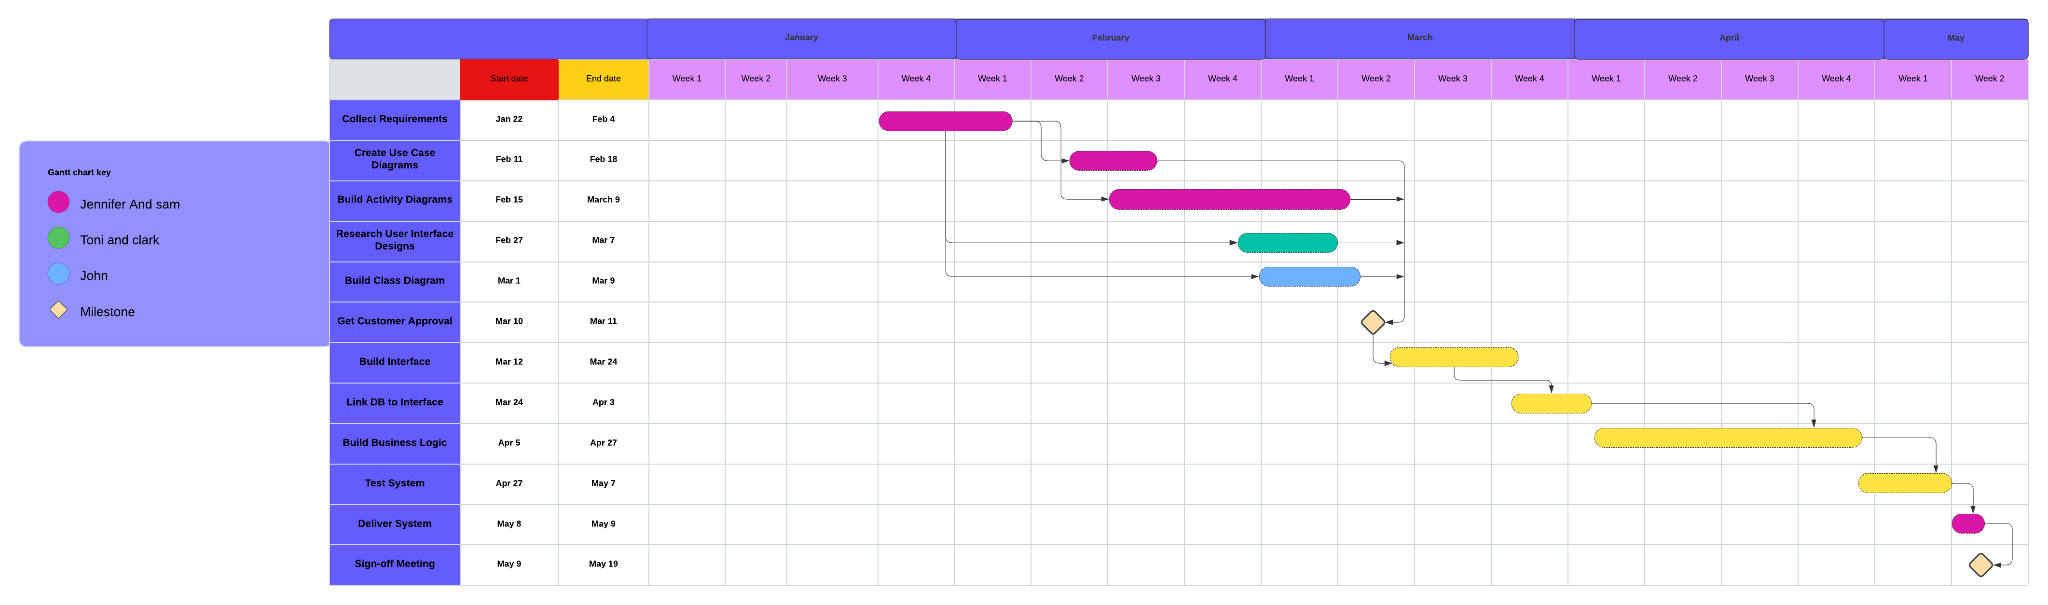 January February March April May
Start date End date Week 1 Week 2 Week 3 Week 4 Week 1 Week 2 Week 3 Week 4 Week 1 Week 2 Week 3 Week 4 Week 1 Week 2 Week 3 Week 4 Week 1 Week 2
Collect Requirements Jan 22 Feb 4
Create Use Case
Diagrams Feb 11 Feb 18
Build Activity Diagrams Feb 15 March 9
Research User Interface
Designs Feb 27 Mar 7
Build Class Diagram Mar 1 Mar 9
Get Customer Approval Mar 10 Mar 11
Build Interface Mar 12 Mar 24
Link DB to Interface Mar 24 Apr 3
Build Business Logic Apr 5 Apr 27
Test System Apr 27 May 7
Deliver System May 8 May 9
Sign-off Meeting May 9 May 19
Gantt chart key
Jennifer And sam
Toni and clark
John
Milestone